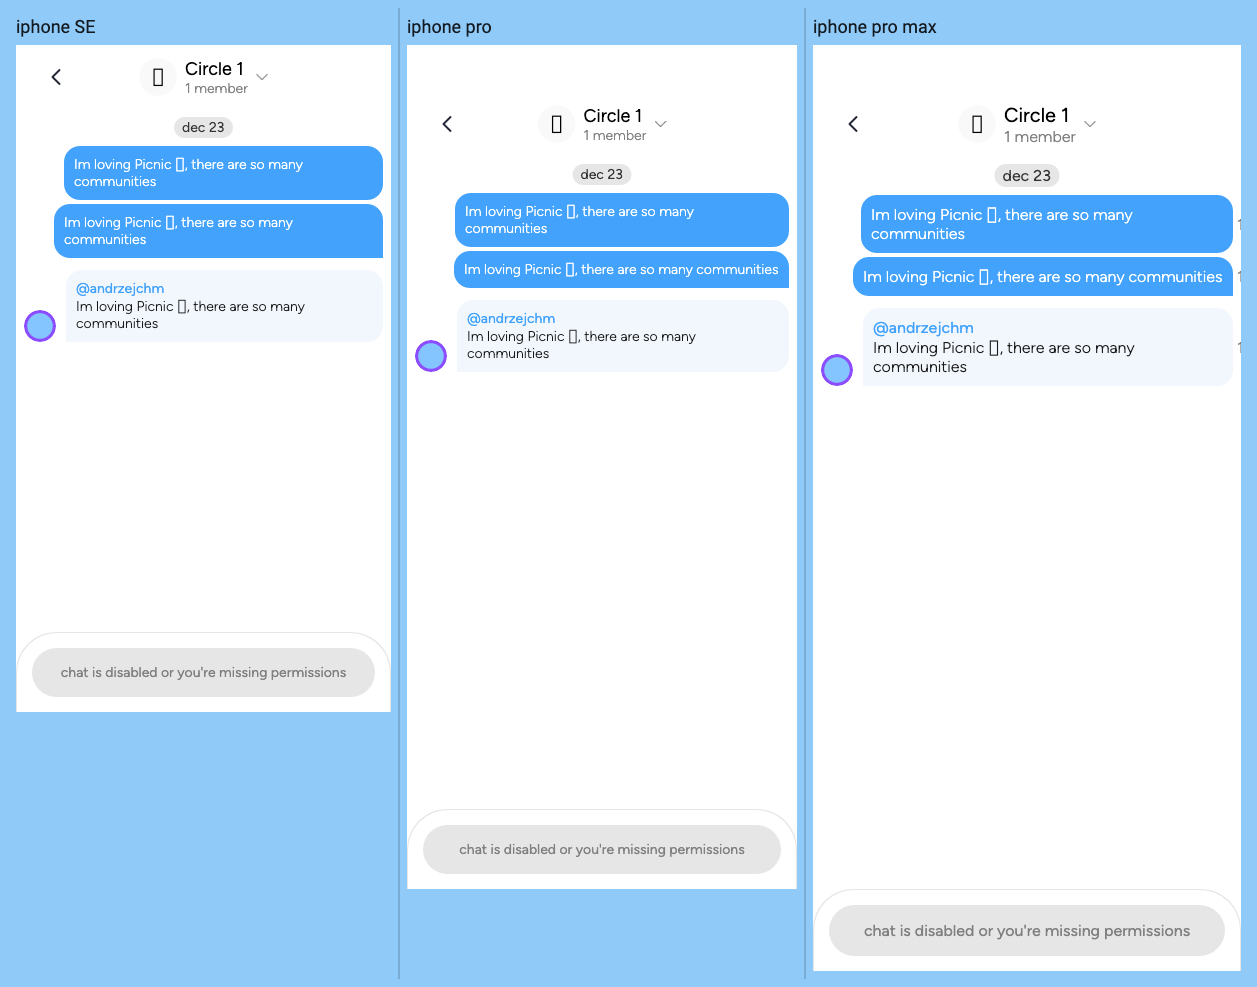 iphone SE
Circle 1
1 member
dec 23
Im loving Picnic ▯, there are so many
communities
Im loving Picnic ▯, there are so many
communities
@andrzejchm
Im loving Picnic ▯, there are so many
communities
chat is disabled or you're missing permissions
iphone pro
Circle 1
1 member
dec 23
Im loving Picnic ▯, there are so many
communities
Im loving Picnic ▯, there are so many communities
@andrzejchm
Im loving Picnic ▯, there are so many
communities
chat is disabled or you're missing permissions
iphone pro max
Circle 1
1 member
dec 23
Im loving Picnic ▯, there are so many
communities
Im loving Picnic ▯, there are so many communities
@andrzejchm
Im loving Picnic ▯, there are so many
communities
chat is disabled or you're missing permissions